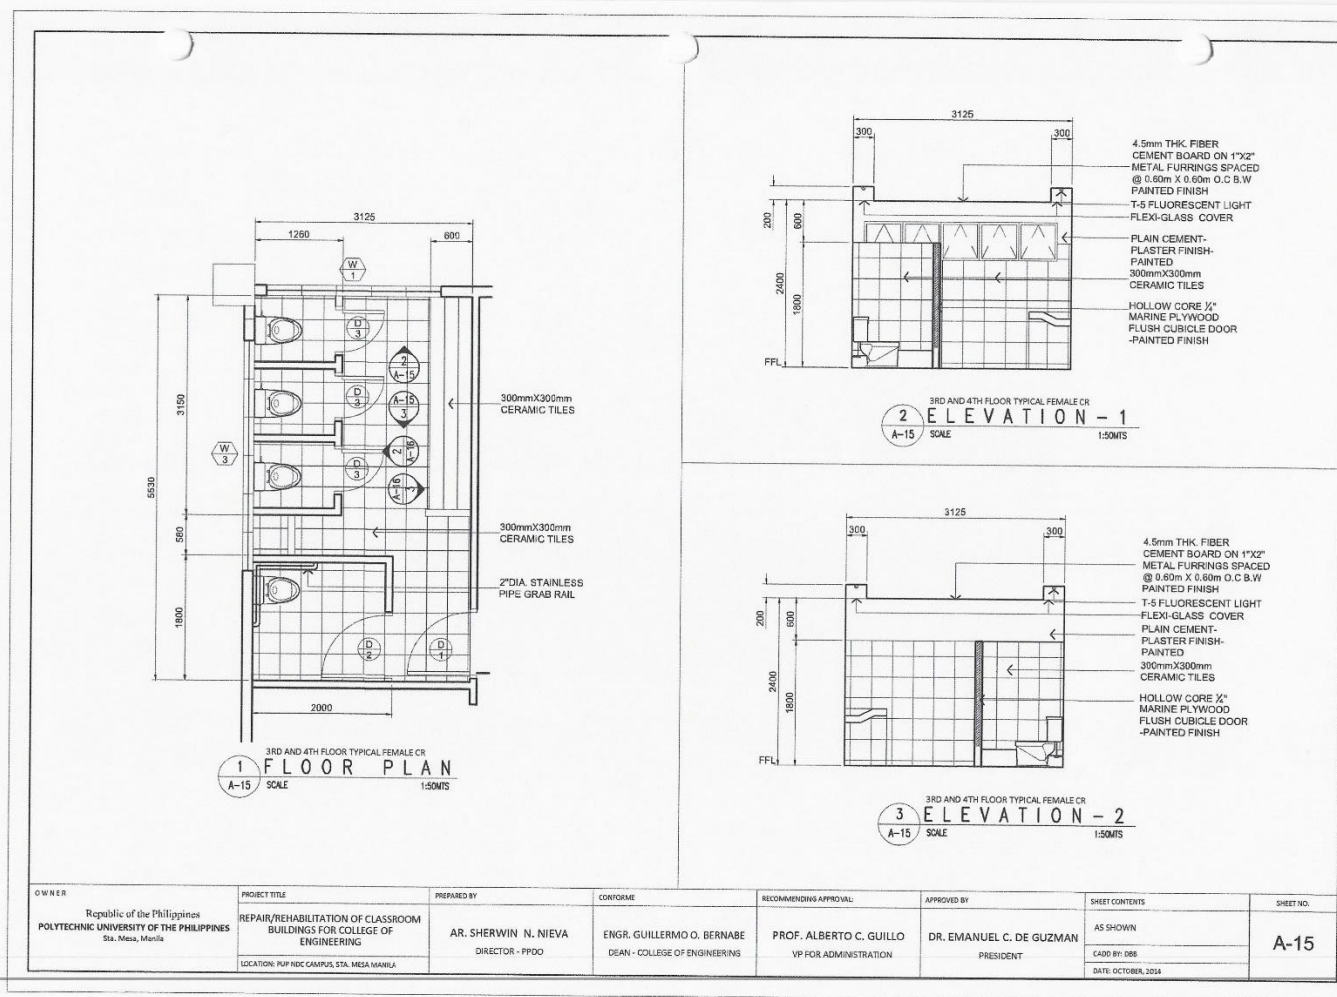 3125
1260
600
W
1
D
3
2
A-15
D
3
A-15
3
2
A-16
D
3
A-16
3
W
3
3150
5530
580
1800
300mmX300mm
CERAMIC TILES
300mmX300mm
CERAMIC TILES
2"DIA. STAINLESS
PIPE GRAB RAIL
D
2
D
1
2000
1
A-15
3RD AND 4TH FLOOR TYPICAL FEMALE CR
FLOOR PLAN
SCALE 1:50MTS
3125
300 300
200
600
2400
1800
FFL
4.5mm THK. FIBER
CEMENT BOARD ON 1"X2"
METAL FURRINGS SPACED
@ 0.60m X 0.60m O.C B.W
PAINTED FINISH
T-5 FLUORESCENT LIGHT
FLEXI-GLASS COVER
PLAIN CEMENT-
PLASTER FINISH-
PAINTED
300mmX300mm
CERAMIC TILES
HOLLOW CORE
MARINE PLYWOOD
FLUSH CUBICLE DOOR
-PAINTED FINISH
2
A-15
3RD AND 4TH FLOOR TYPICAL FEMALE CR
ELEVATION-1
SCALE 1:50MTS
3125
300 300
200
600
2400
1800
FFL
4.5mm THK. FIBER
CEMENT BOARD ON 1"X2"
METAL FURRINGS SPACED
@ 0.60m X 0.60m O.C B.W
PAINTED FINISH
T-5 FLUORESCENT LIGHT
FLEXI-GLASS COVER
PLAIN CEMENT-
PLASTER FINISH-
PAINTED
300mmX300mm
CERAMIC TILES
HOLLOW CORE
MARINE PLYWOOD
FLUSH CUBICLE DOOR
-PAINTED FINISH
3
A-15
3RD AND 4TH FLOOR TYPICAL FEMALE CR
ELEVATION-2
SCALE 1:50MTS
OWNER
Republic of the Philippines
POLYTECHNIC UNIVERSITY OF THE PHILIPPINES
Sta. Mesa, Manila
PROJECT TITLE
REPAIR/REHABILITATION OF CLASSROOM
BUILDINGS FOR COLLEGE OF
ENGINEERING
LOCATION: PUP NDC CAMPUS, STA. MESA MANILA
PREPARED BY
AR. SHERWIN N. NIEVA
DIRECTOR - PPDO
CONFORME
ENGR. GUILLERMO O. BERNABE
DEAN - COLLEGE OF ENGINEERING
RECOMMENDING APPROVAL:
PROF. ALBERTO C. GUILLO
VP FOR ADMINISTRATION
APPROVED BY
DR. EMANUEL C. DE GUZMAN
PRESIDENT
SHEET CONTENTS
AS SHOWN
CADD BY: DBB
DATE: OCTOBER, 2014
SHEET NO.
A-15